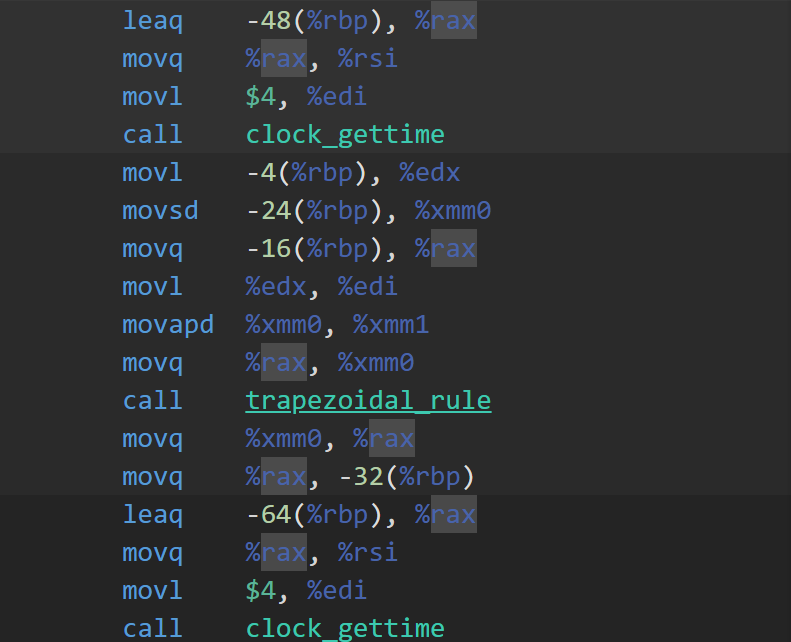 leaq -48(%rbp), %rax
movq %rax, %rsi
movl $4, %edi
call clock_gettime
movl -4(%rbp), %edx
movsd -24(%rbp), %xmm0
movq -16(%rbp), %rax
movl %edx, %edi
movapd %xmm0, %xmm1
movq %rax, %xmm0
call trapezoidal_rule
movq %xmm0, %rax
movq %rax, -32(%rbp)
leaq -64(%rbp), %rax
movq %rax, %rsi
movl $4, %edi
call clock_gettime